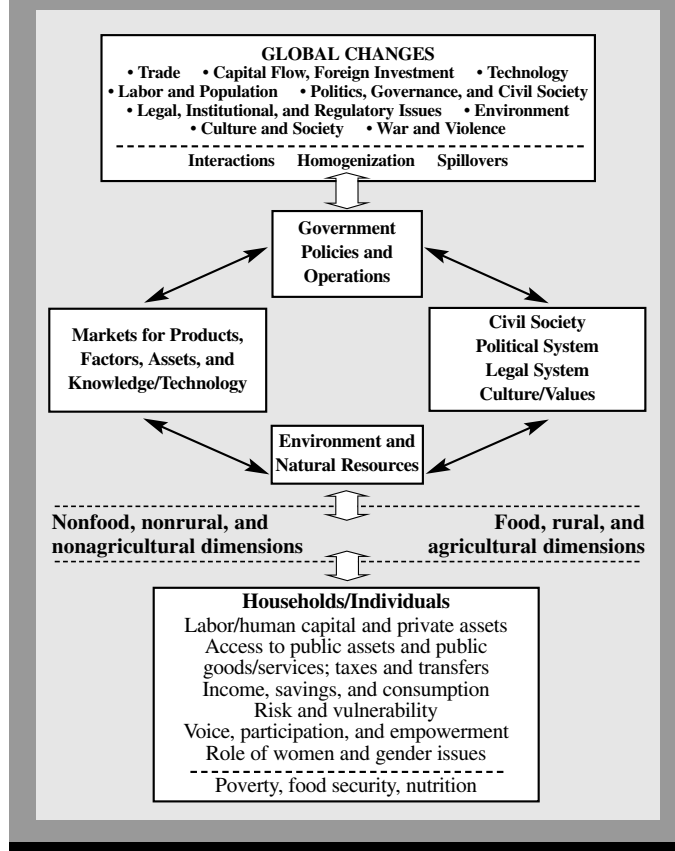 GLOBAL CHANGES
• Trade • Capital Flow, Foreign Investment • Technology
• Labor and Population • Politics, Governance, and Civil Society
• Legal, Institutional, and Regulatory Issues • Environment
• Culture and Society • War and Violence
Interactions Homogenization Spillovers
Government
Policies and
Operations
Markets for Products,
Factors, Assets, and
Knowledge/Technology
Civil Society
Political System
Legal System
Culture/Values
Environment and
Natural Resources
Nonfood, nonrural, and
nonagricultural dimensions
Food, rural, and
agricultural dimensions
Households/Individuals
Labor/human capital and private assets
Access to public assets and public
goods/services; taxes and transfers
Income, savings, and consumption
Risk and vulnerability
Voice, participation, and empowerment
Role of women and gender issues
Poverty, food security, nutrition